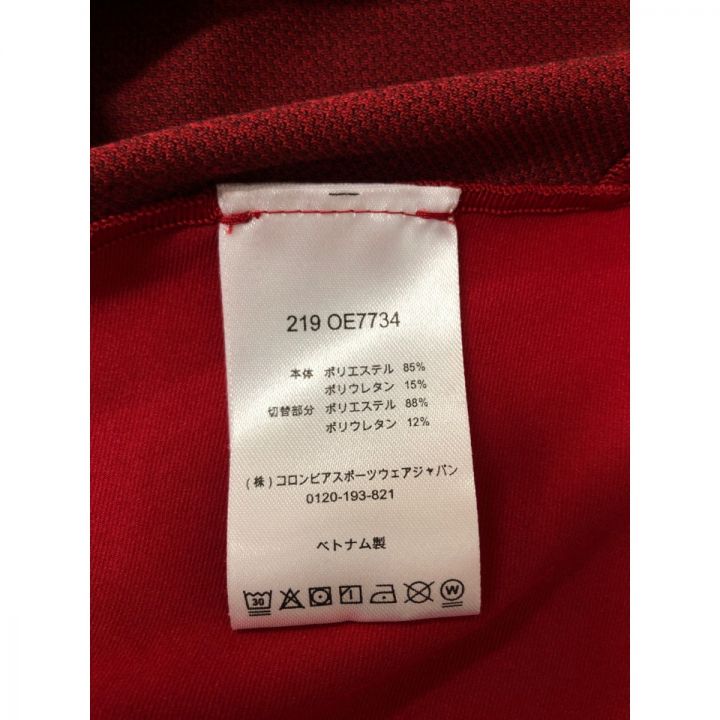 219 OE7734
本体 ポリエステル 85%
ポリウレタン 15%
切替部分 ポリエステル 88%
ポリウレタン 12%
(株)コロンビアスポーツウェアジャパン
0120-193-821
ベトナム製
30 W